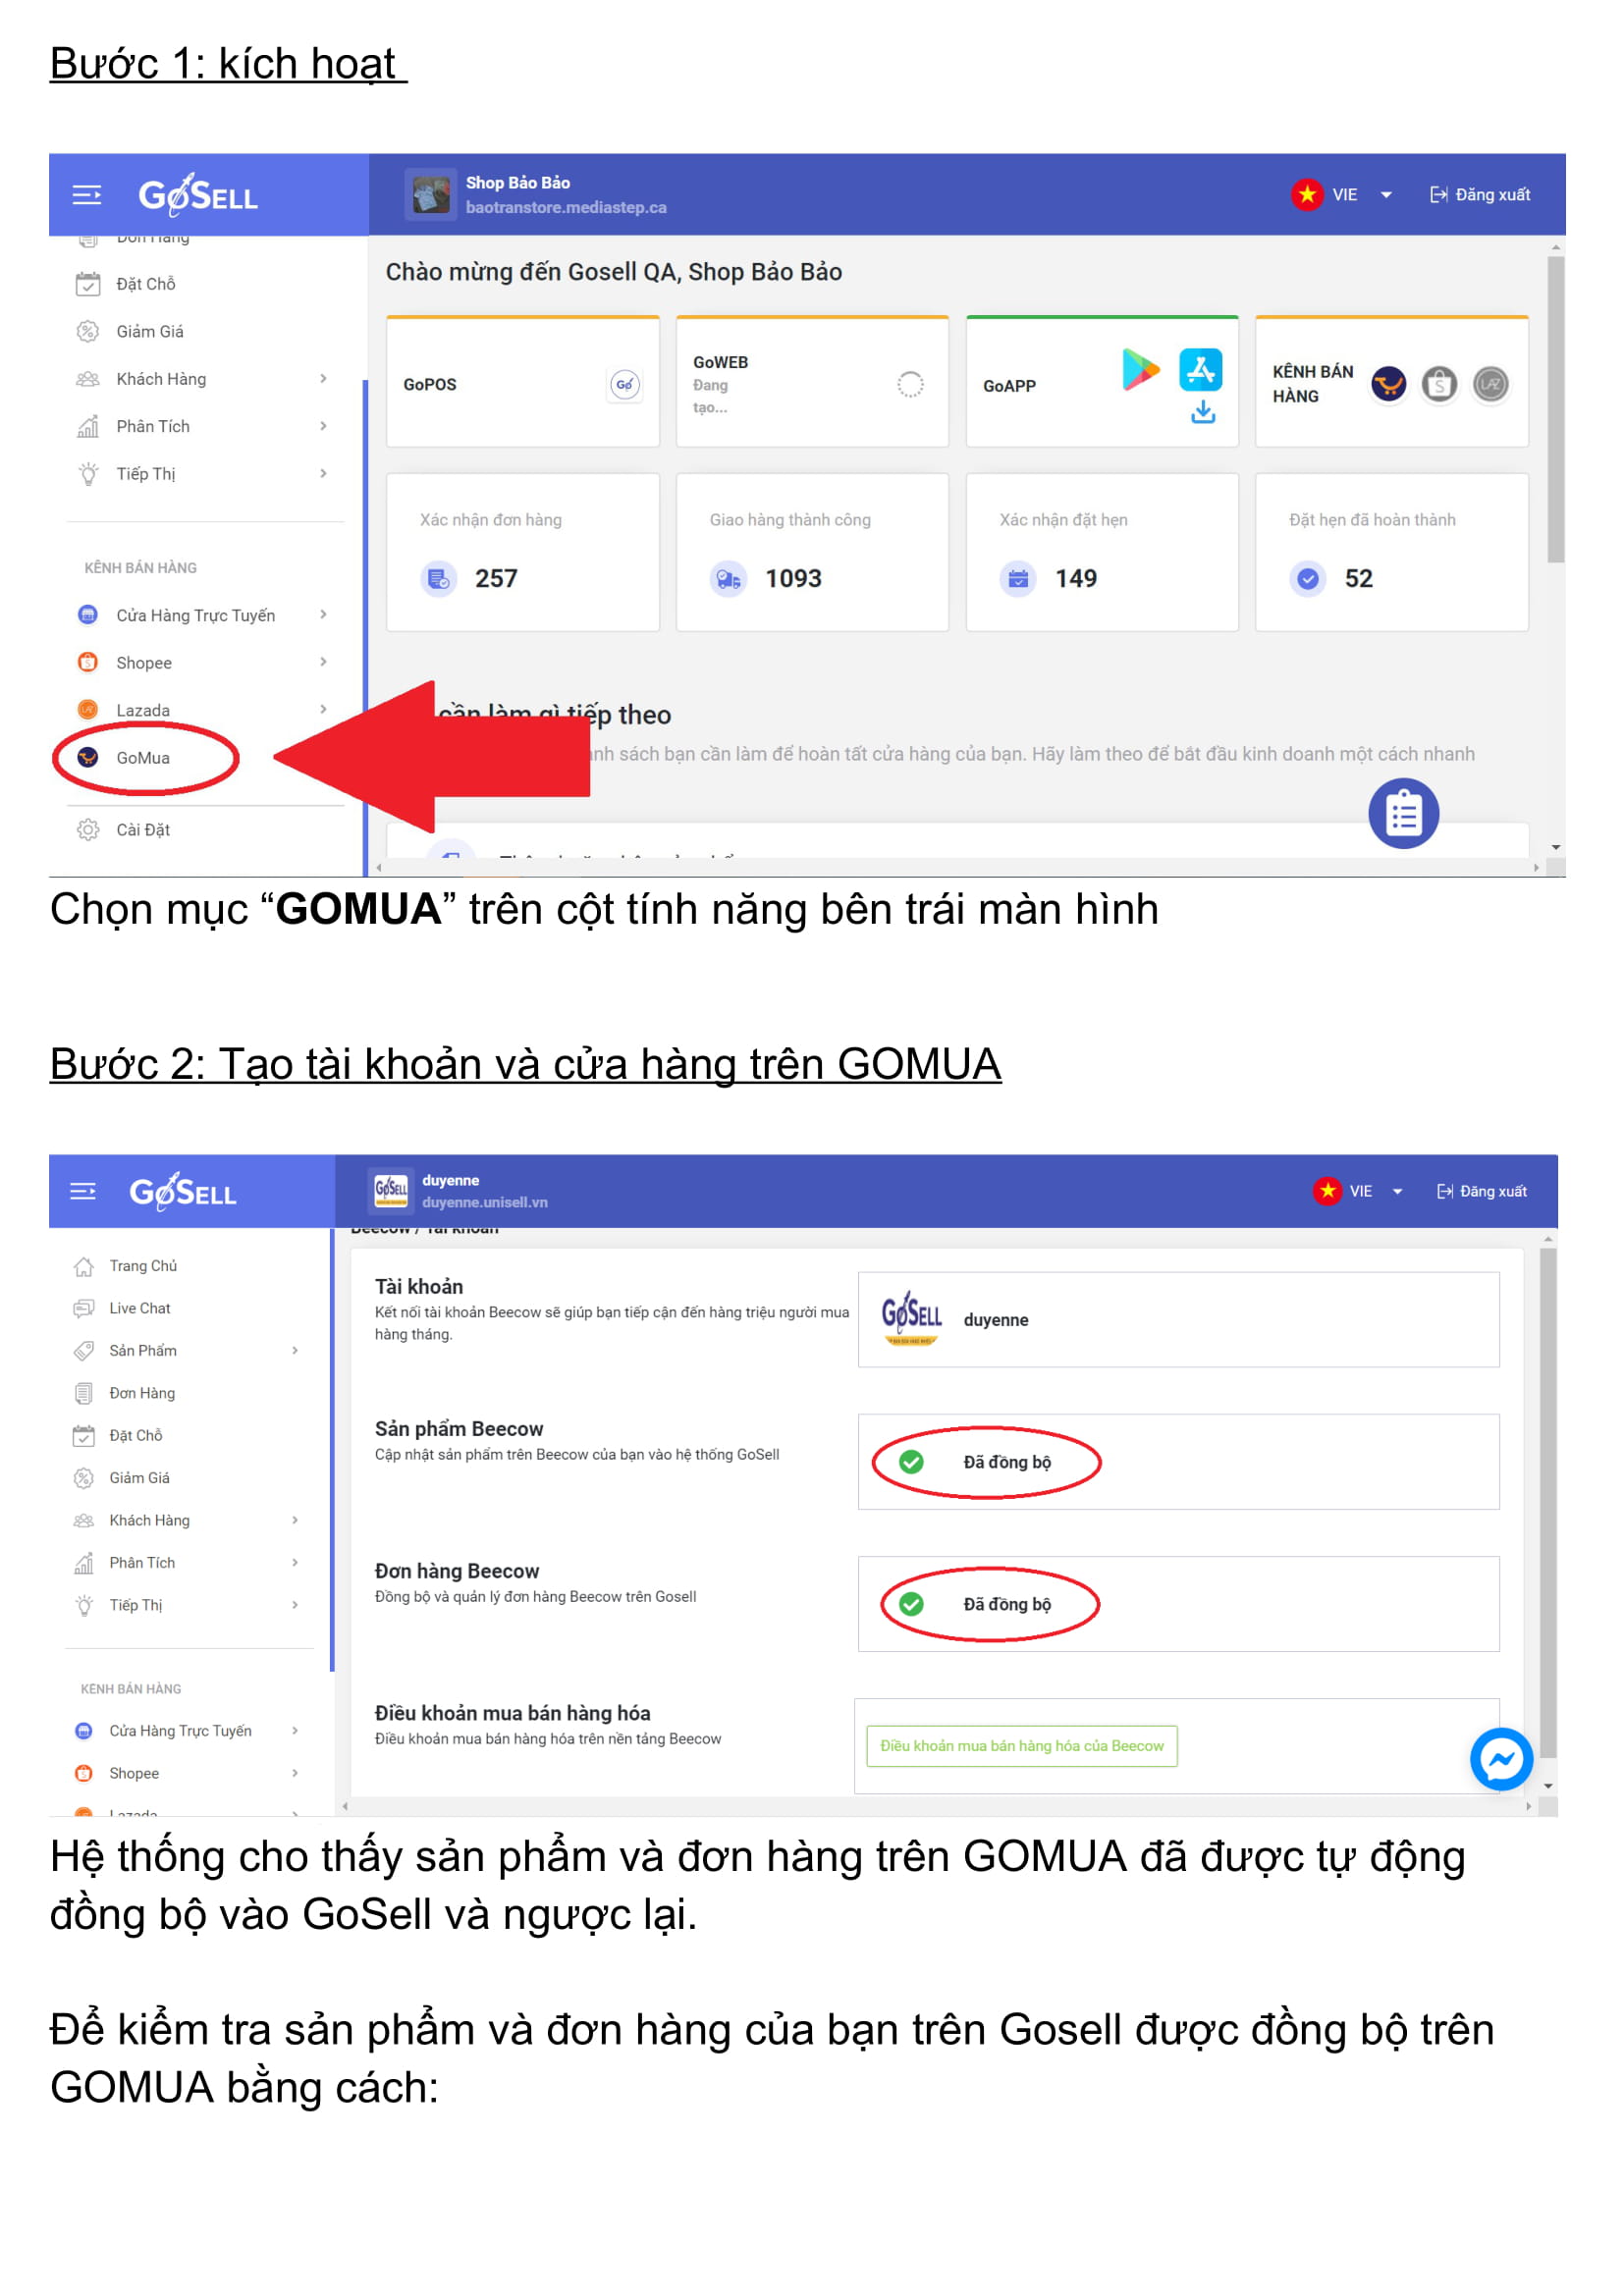 Bước 1: kích hoạt
GoSELL
Shop Bảo Bảo
baotranstore.mediastep.ca
VIE
Đăng xuất
Đơn Hàng
Đặt Chỗ
Giảm Giá
Khách Hàng
Phân Tích
Tiếp Thị
KÊNH BÁN HÀNG
Cửa Hàng Trực Tuyến
Shopee
Lazada
GoMua
Cài Đặt
Chào mừng đến Gosell QA, Shop Bảo Bảo
GoPOS
GoWEB
Đang
tạo...
GoAPP
KÊNH BÁN
HÀNG
Xác nhận đơn hàng
257
Giao hàng thành công
1093
Xác nhận đặt hẹn
149
Đặt hẹn đã hoàn thành
52
cần làm gì tiếp theo
sách bạn cần làm để hoàn tất cửa hàng của bạn. Hãy làm theo để bắt đầu kinh doanh một cách nhanh
Chọn mục “GOMUA” trên cột tính năng bên trái màn hình
Bước 2: Tạo tài khoản và cửa hàng trên GOMUA
GoSELL
duyenne
duyenne.unisell.vn
VIE
Đăng xuất
Trang Chủ
Live Chat
Sản Phẩm
Đơn Hàng
Đặt Chỗ
Giảm Giá
Khách Hàng
Phân Tích
Tiếp Thị
KÊNH BÁN HÀNG
Cửa Hàng Trực Tuyến
Shopee
Lazada
Beecow / Tài khoản
Tài khoản
Kết nối tài khoản Beecow sẽ giúp bạn tiếp cận đến hàng triệu người mua
hàng tháng.
GoSELL
duyenne
Sản phẩm Beecow
Cập nhật sản phẩm trên Beecow của bạn vào hệ thống GoSell
Đã đồng bộ
Đơn hàng Beecow
Đồng bộ và quản lý đơn hàng Beecow trên Gosell
Đã đồng bộ
Điều khoản mua bán hàng hóa
Điều khoản mua bán hàng hóa trên nền tảng Beecow
Điều khoản mua bán hàng hóa của Beecow
Hệ thống cho thấy sản phẩm và đơn hàng trên GOMUA đã được tự động
đồng bộ vào GoSell và ngược lại.
Để kiểm tra sản phẩm và đơn hàng của bạn trên Gosell được đồng bộ trên
GOMUA bằng cách: